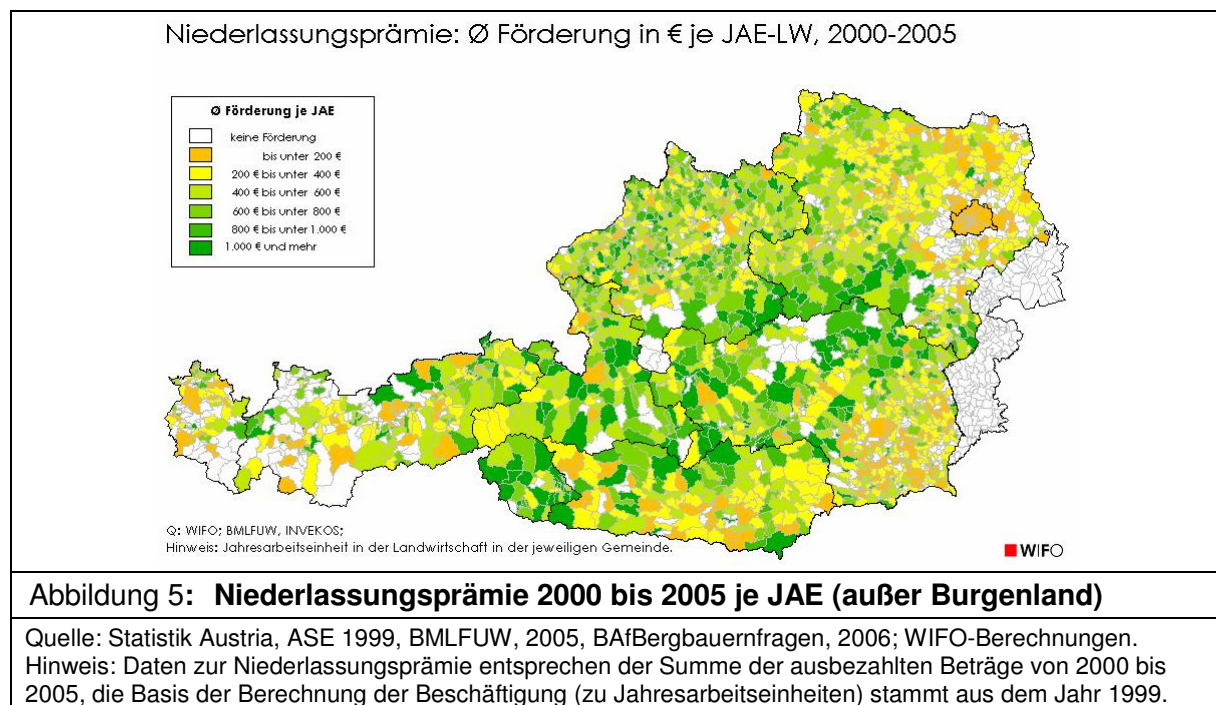 Niederlassungsprämie: Ø Förderung in € je JAE-LW, 2000-2005
Ø Förderung je JAE
keine Förderung
bis unter 200 €
200 € bis unter 400 €
400 € bis unter 600 €
600 € bis unter 800 €
800 € bis unter 1.000 €
1.000 € und mehr
Q: WIFO; BMLFUW, INVEKOS;
Hinweis: Jahresarbeitseinheit in der Landwirtschaft in der jeweiligen Gemeinde.
WIFO
Abbildung 5: Niederlassungsprämie 2000 bis 2005 je JAE (außer Burgenland)
Quelle: Statistik Austria, ASE 1999, BMLFUW, 2005, BAfBergbauernfragen, 2006; WIFO-Berechnungen.
Hinweis: Daten zur Niederlassungsprämie entsprechen der Summe der ausbezahlten Beträge von 2000 bis
2005, die Basis der Berechnung der Beschäftigung (zu Jahresarbeitseinheiten) stammt aus dem Jahr 1999.